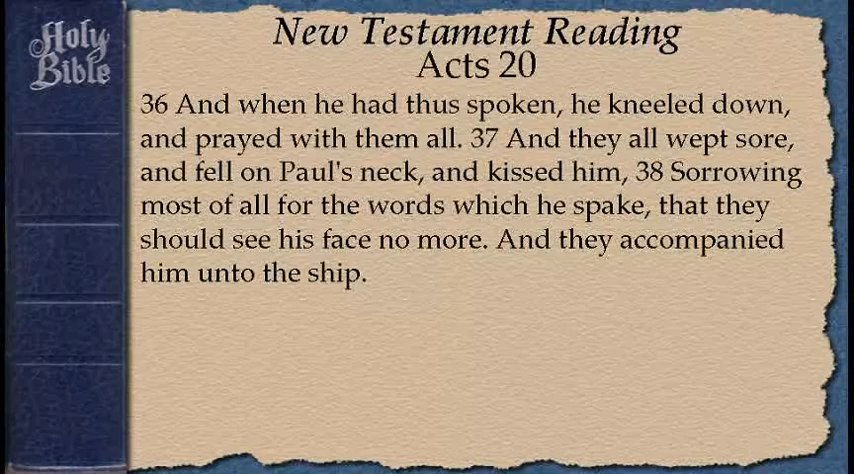 Holy
Bible
New Testament Reading
Acts 20
36 And when he had thus spoken, he kneeled down,
and prayed with them all. 37 And they all wept sore,
and fell on Paul's neck, and kissed him, 38 Sorrowing
most of all for the words which he spake, that they
should see his face no more. And they accompanied
him unto the ship.